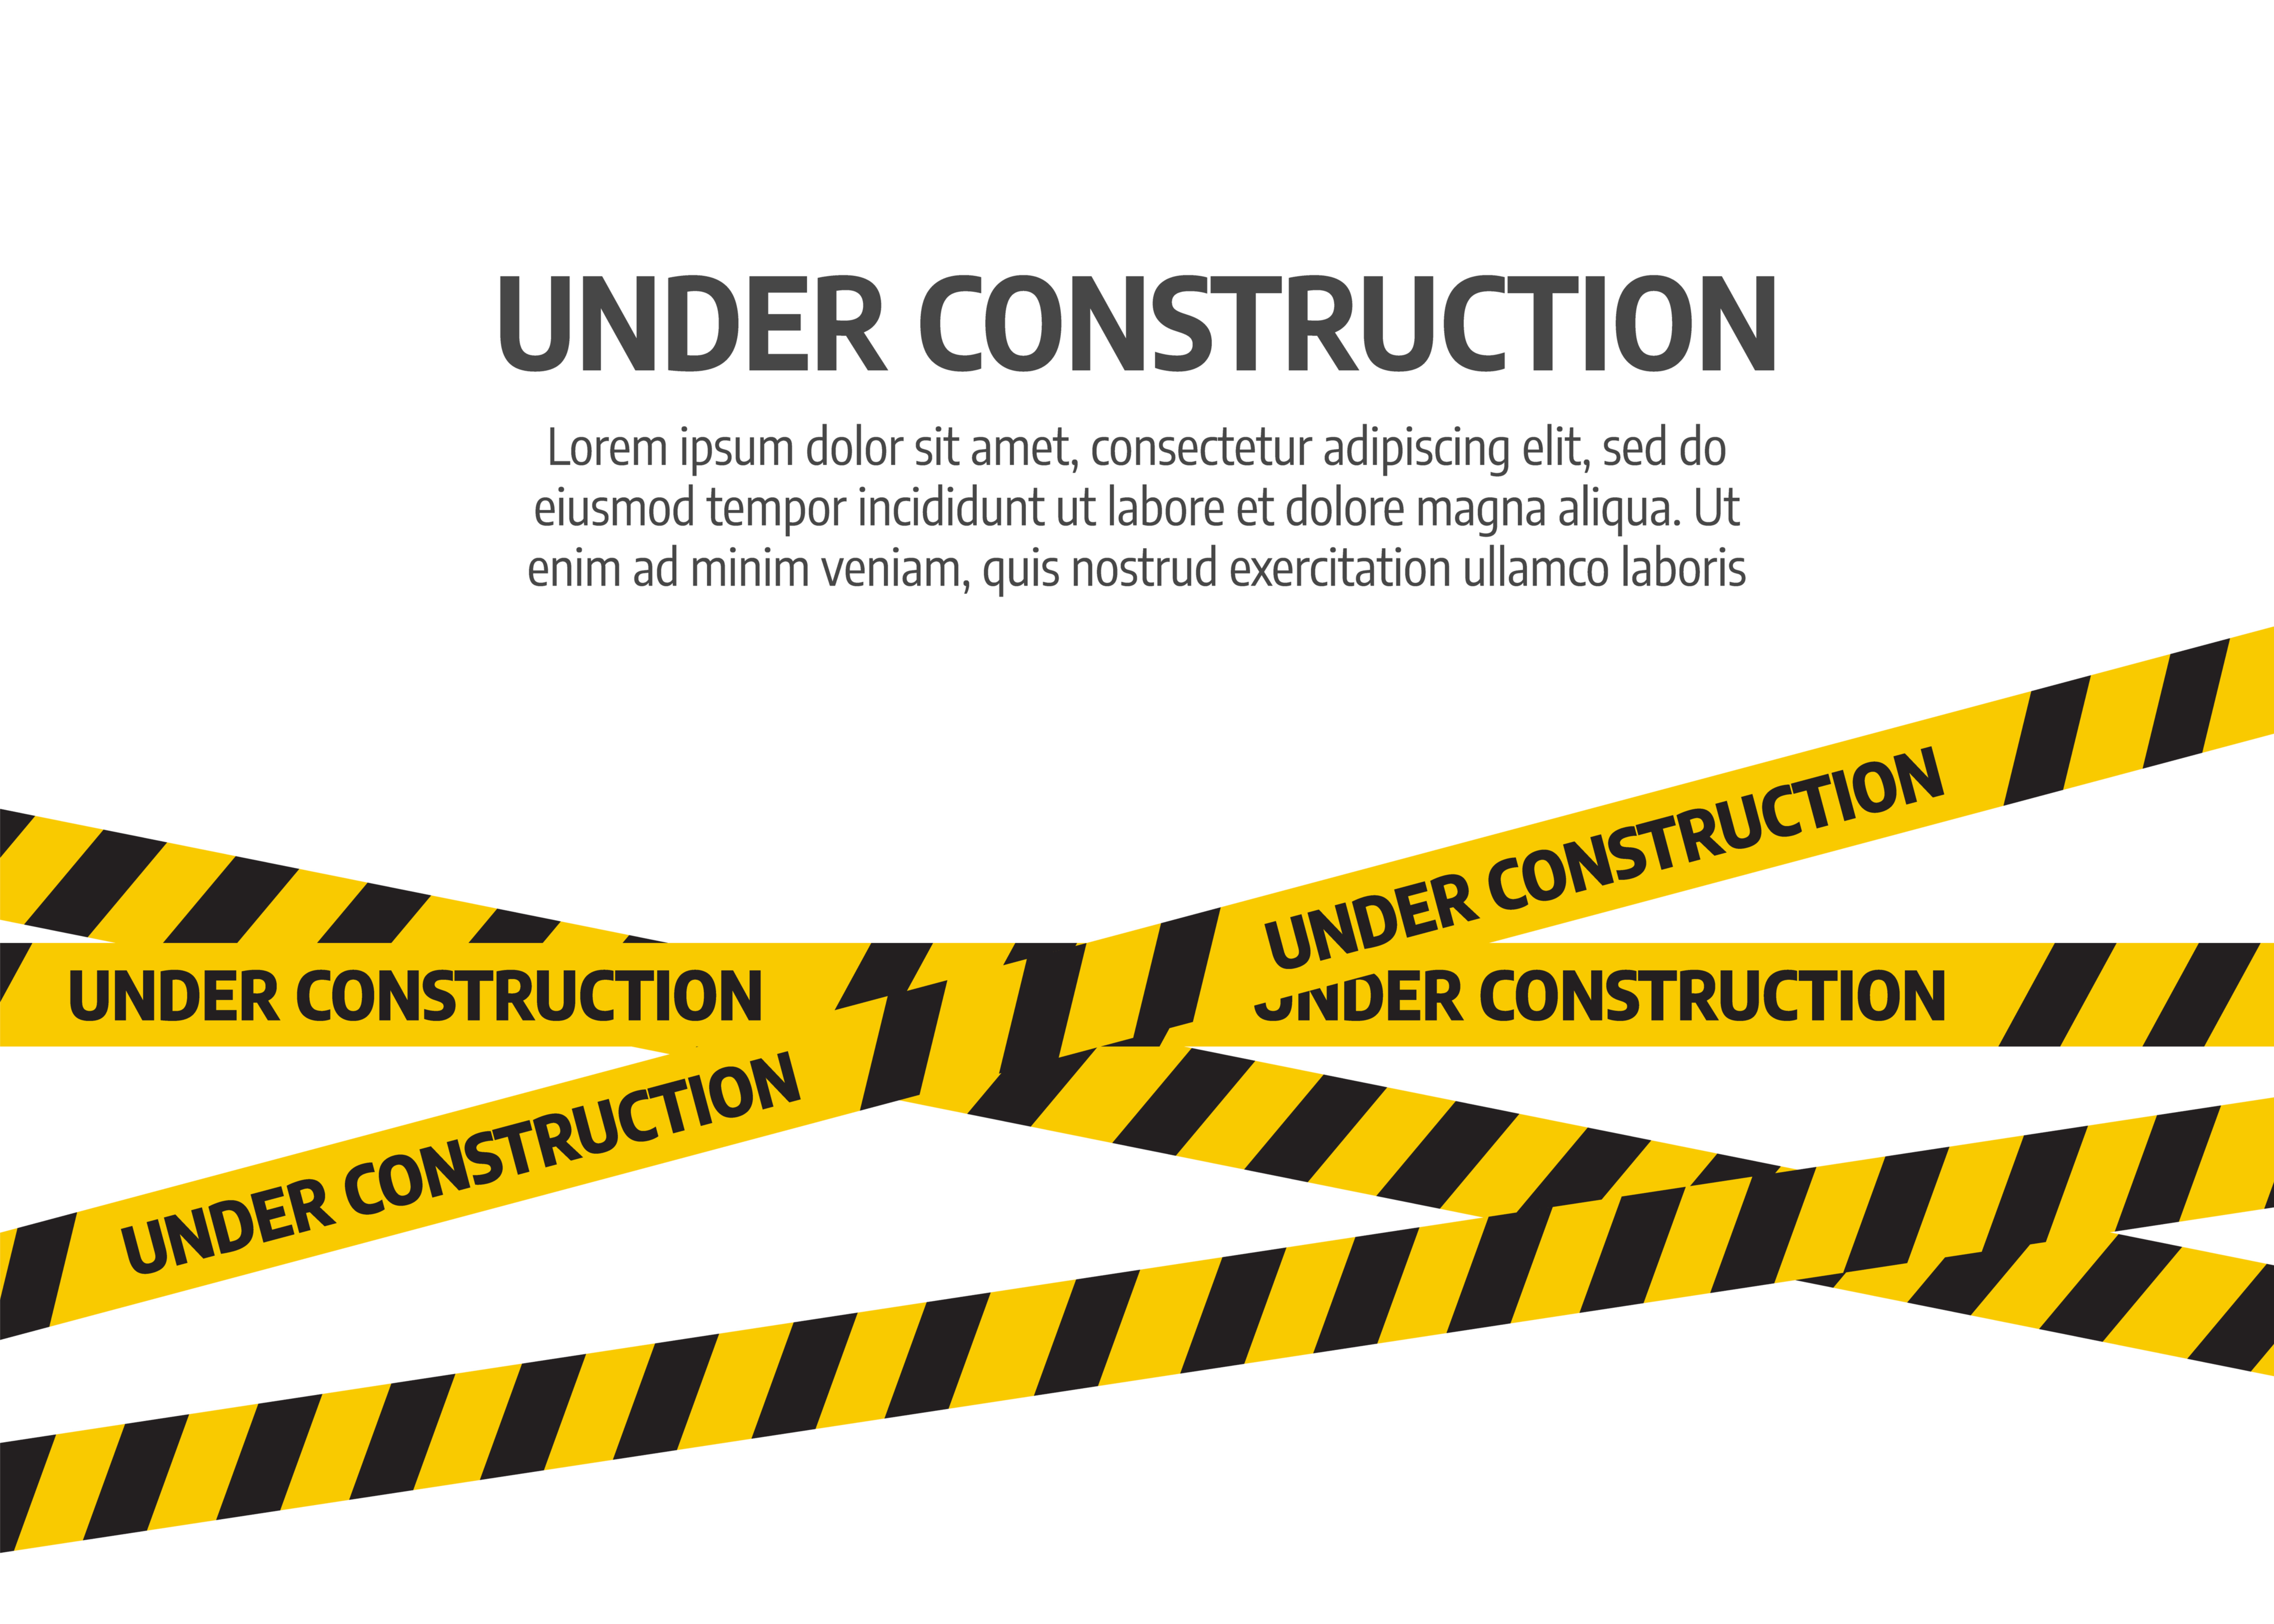 UNDER CONSTRUCTION
Lorem ipsum dolor sit amet, consectetur adipiscing elit, sed do
eiusmod tempor incididunt ut labore et dolore magna aliqua. Ut
enim ad minim veniam, quis nostrud exercitation ullamco laboris
UNDER CONSTRUCTION
UNDER CONSTRUCTION
UNDER CONSTRUCTION
UNDER CONSTRUCTION